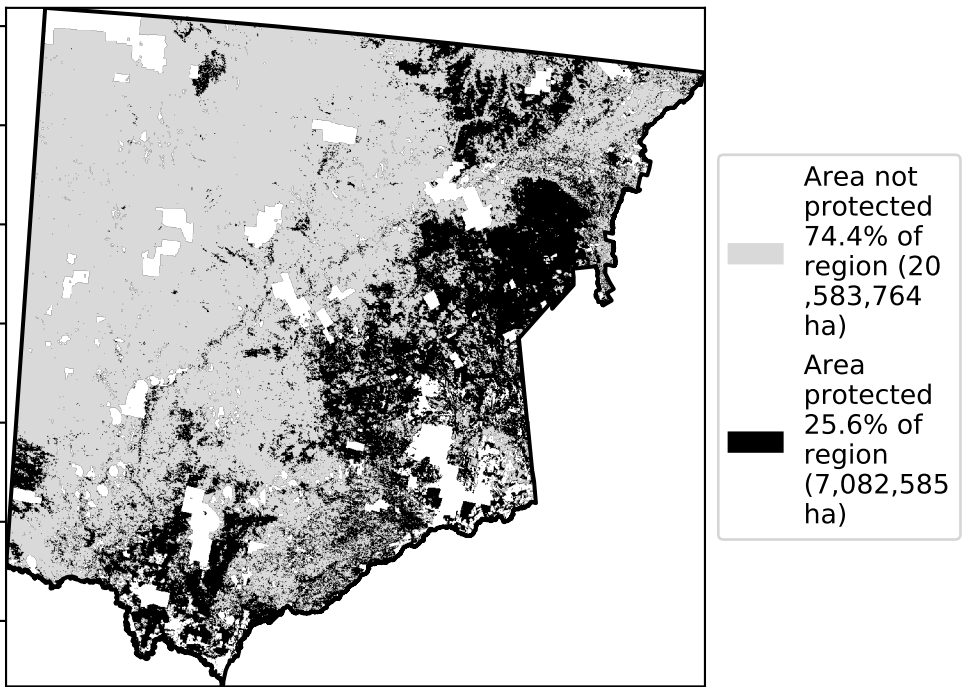 Area not
protected
74.4% of
region (20
,583,764
ha)
Area
protected
25.6% of
region
(7,082,585
ha)